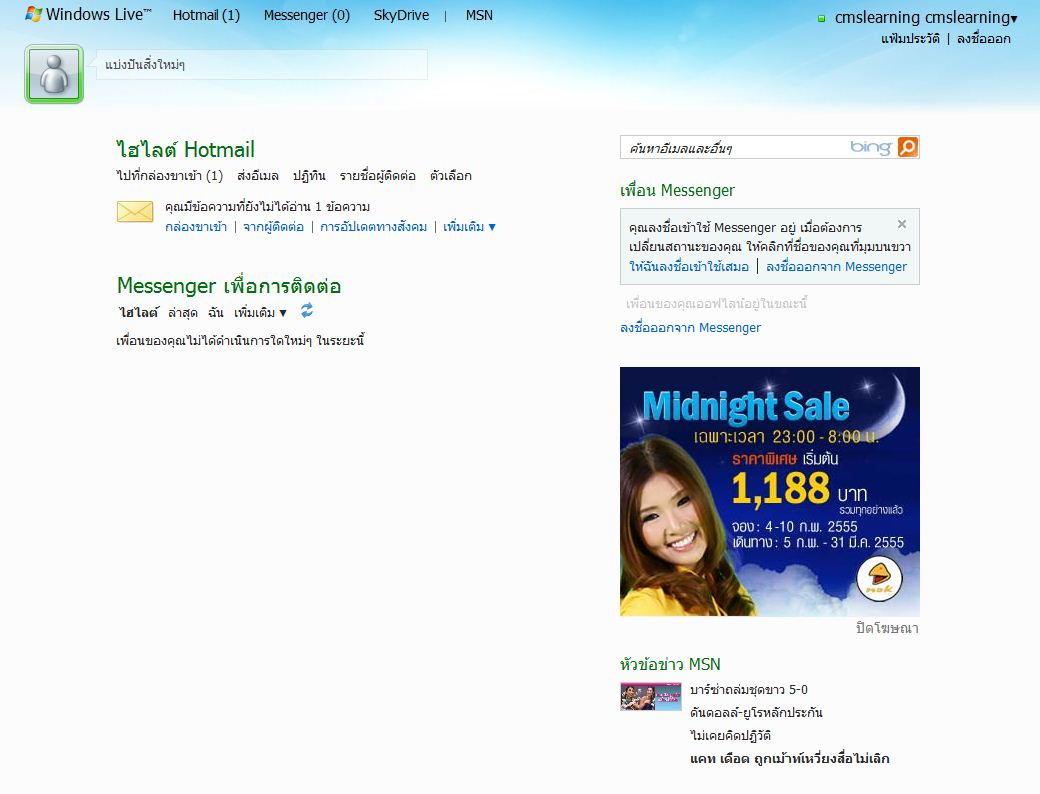 Windows Live™ Hotmail (1) Messenger (0) SkyDrive | MSN
cmslearning cmslearning▾
แฟ้มประวัติ | ลงชื่อออก
แบ่งปันสิ่งใหม่ๆ
ไฮไลต์ Hotmail
ไปที่กล่องขาเข้า (1) ส่งอีเมล ปฏิทิน รายชื่อผู้ติดต่อ ตัวเลือก
คุณมีข้อความที่ยังไม่ได้อ่าน 1 ข้อความ
กล่องขาเข้า | จากผู้ติดต่อ | การอัปเดตทางสังคม | เพิ่มเติม ▼
Messenger เพื่อการติดต่อ
ไฮไลต์ ล่าสุด ฉัน เพิ่มเติม ▼
เพื่อนของคุณไม่ได้ดำเนินการใดใหม่ๆ ในระยะนี้
ค้นหาอีเมลและอื่นๆ bing
เพื่อน Messenger
คุณลงชื่อเข้าใช้ Messenger อยู่ เมื่อต้องการ
เปลี่ยนสถานะของคุณ ให้คลิกที่ชื่อของคุณที่มุมบนขวา
ให้ฉันลงชื่อเข้าใช้เสมอ | ลงชื่อออกจาก Messenger
เพื่อนของคุณออฟไลน์อยู่ในขณะนี้
ลงชื่อออกจาก Messenger
Midnight Sale
เฉพาะเวลา 23:00 - 8:00 น.
ราคาพิเศษ เริ่มต้น
1,188 บาท
รวมทุกอย่างแล้ว
จอง : 4-10 ก.พ. 2555
เดินทาง : 5 ก.พ. - 31 มี.ค. 2555
nok
ปิดโฆษณา
หัวข้อข่าว MSN
บาร์ซ่าถล่มชุดขาว 5-0
ดันดอลล์-ยูโรหลักประกัน
ไม่เคยคิดปฏิวัติ
แคท เดือด ถูกเม้าท์เหวี่ยงสื่อไม่เลิก